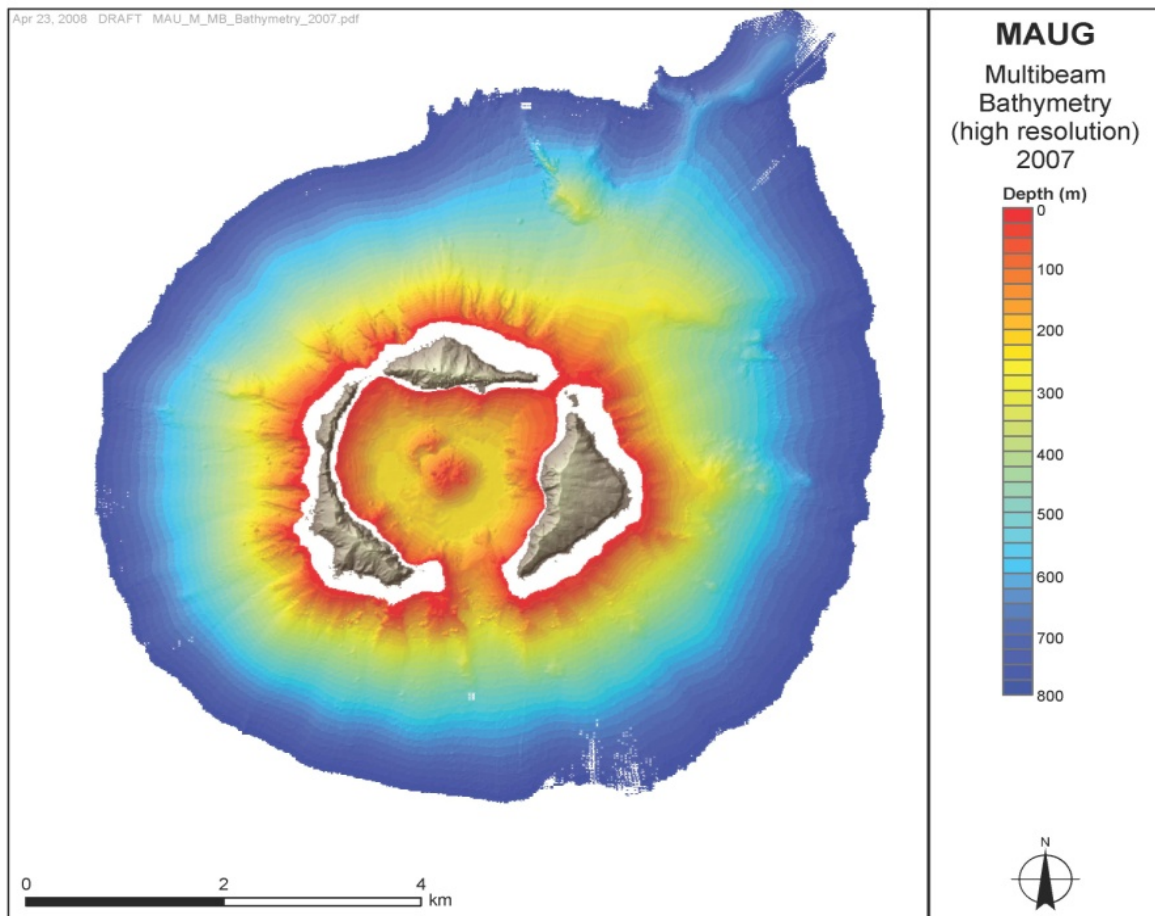 Apr 23, 2008 DRAFT MAU_M_MB_Bathymetry_2007.pdf
MAUG
Multibeam
Bathymetry
(high resolution)
2007
Depth (m)
0
100
200
300
400
500
600
700
800
N
0 2 4
km